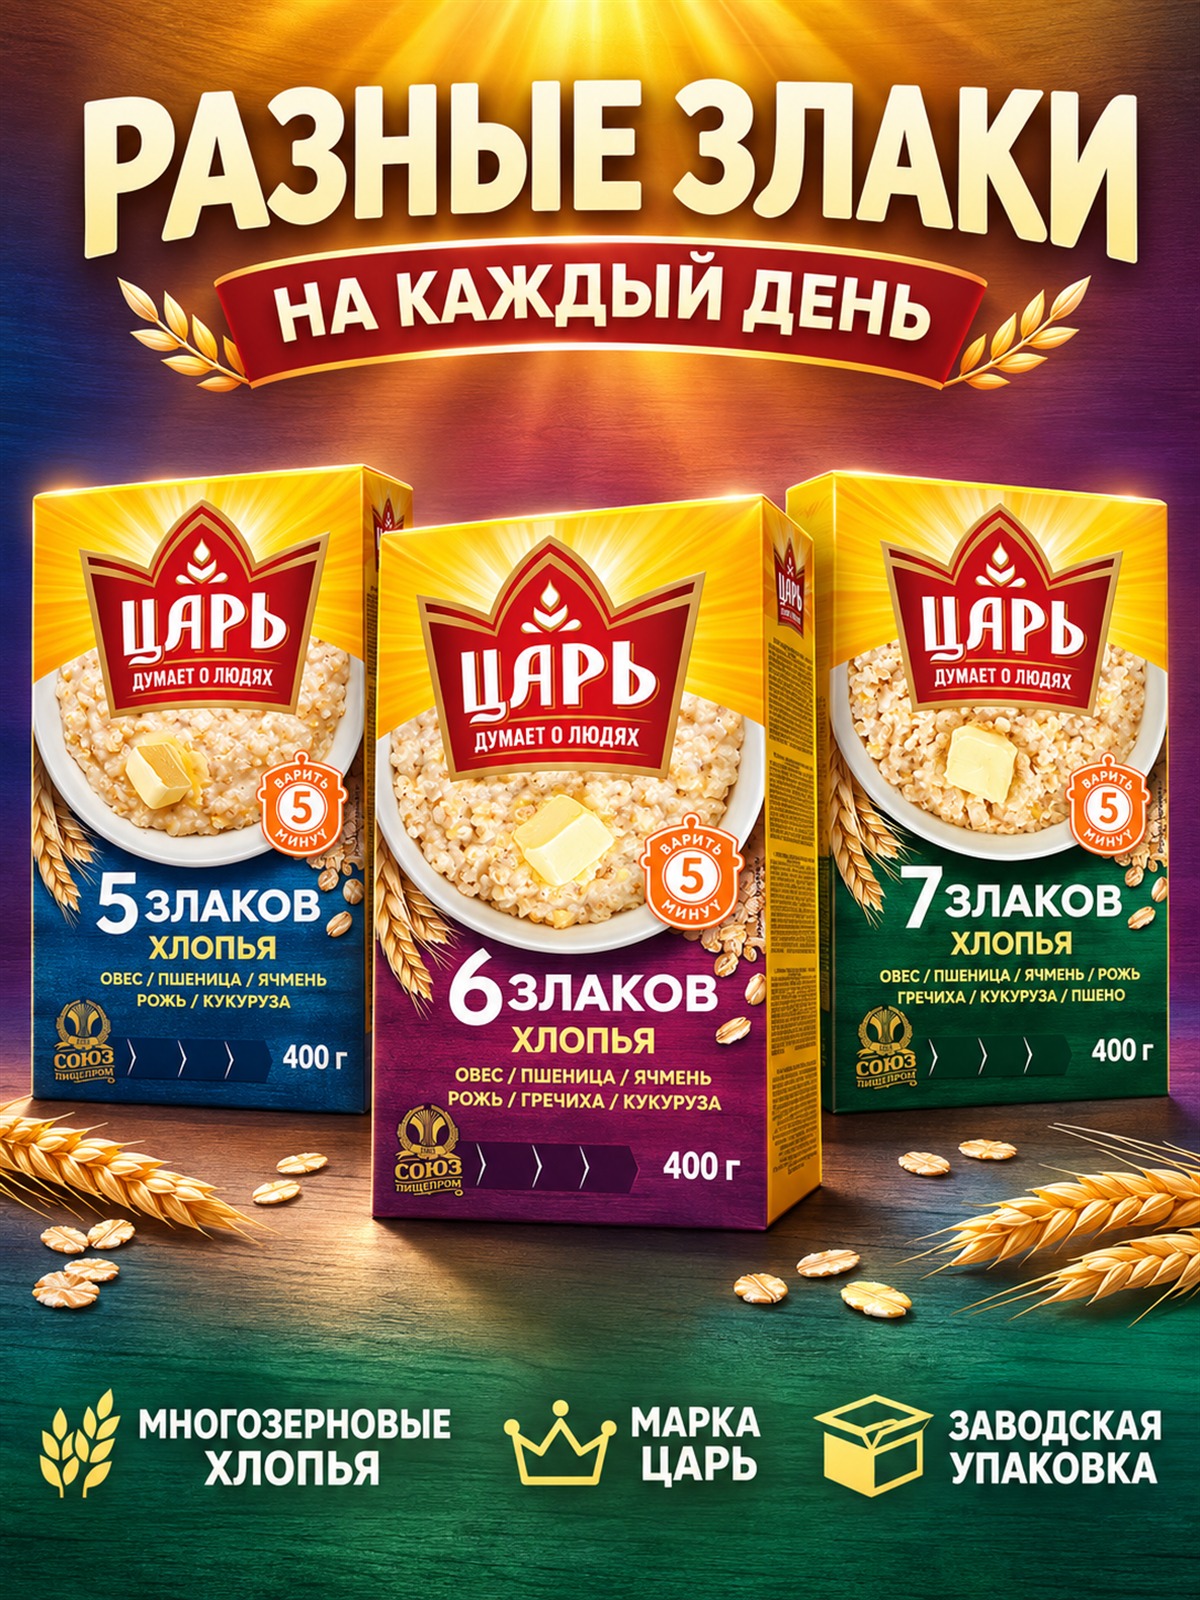 РАЗНЫЕ ЗЛАКИ
НА КАЖДЫЙ ДЕНЬ
ЦАРЬ
ДУМАЕТ О ЛЮДЯХ
ВАРИТЬ
5
МИНУТ
5 ЗЛАКОВ
ХЛОПЬЯ
ОВЕС / ПШЕНИЦА / ЯЧМЕНЬ
РОЖЬ / КУКУРУЗА
СОЮЗ
ПИЩЕПРОМ
400 г
ЦАРЬ
ДУМАЕТ О ЛЮДЯХ
ВАРИТЬ
5
МИНУТ
6 ЗЛАКОВ
ХЛОПЬЯ
ОВЕС / ПШЕНИЦА / ЯЧМЕНЬ
РОЖЬ / ГРЕЧИХА / КУКУРУЗА
СОЮЗ
ПИЩЕПРОМ
400 г
ЦАРЬ
ЦАРЬ
ДУМАЕТ О ЛЮДЯХ
ВАРИТЬ
5
МИНУТ
7 ЗЛАКОВ
ХЛОПЬЯ
ОВЕС / ПШЕНИЦА / ЯЧМЕНЬ / РОЖЬ
ГРЕЧИХА / КУКУРУЗА / ПШЕНО
СОЮЗ
ПИЩЕПРОМ
400 г
МНОГОЗЕРНОВЫЕ
ХЛОПЬЯ
МАРКА
ЦАРЬ
ЗАВОДСКАЯ
УПАКОВКА